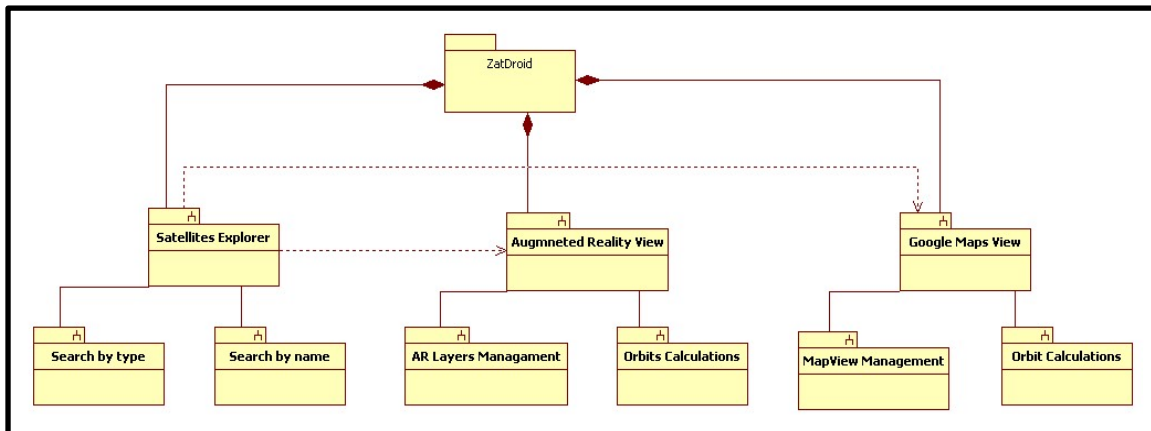 ZatDroid
Satellites Explorer
Augmneted Reality View
Google Maps View
Search by type
Search by name
AR Layers Managament
Orbits Calculations
MapView Management
Orbit Calculations